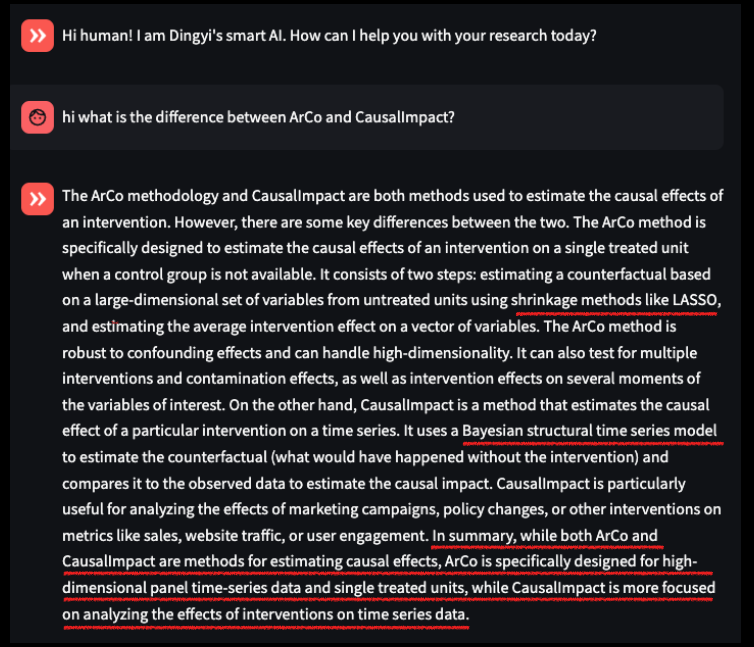 Hi human! I am Dingyi's smart AI. How can I help you with your research today?
hi what is the difference between ArCo and CausalImpact?
The ArCo methodology and CausalImpact are both methods used to estimate the causal effects of
an intervention. However, there are some key differences between the two. The ArCo method is
specifically designed to estimate the causal effects of an intervention on a single treated unit
when a control group is not available. It consists of two steps: estimating a counterfactual based
on a large-dimensional set of variables from untreated units using shrinkage methods like LASSO,
and estimating the average intervention effect on a vector of variables. The ArCo method is
robust to confounding effects and can handle high-dimensionality. It can also test for multiple
interventions and contamination effects, as well as intervention effects on several moments of
the variables of interest. On the other hand, CausalImpact is a method that estimates the causal
effect of a particular intervention on a time series. It uses a Bayesian structural time series model
to estimate the counterfactual (what would have happened without the intervention) and
compares it to the observed data to estimate the causal impact. CausalImpact is particularly
useful for analyzing the effects of marketing campaigns, policy changes, or other interventions on
metrics like sales, website traffic, or user engagement. In summary, while both ArCo and
CausalImpact are methods for estimating causal effects, ArCo is specifically designed for high-
dimensional panel time-series data and single treated units, while CausalImpact is more focused
on analyzing the effects of interventions on time series data.